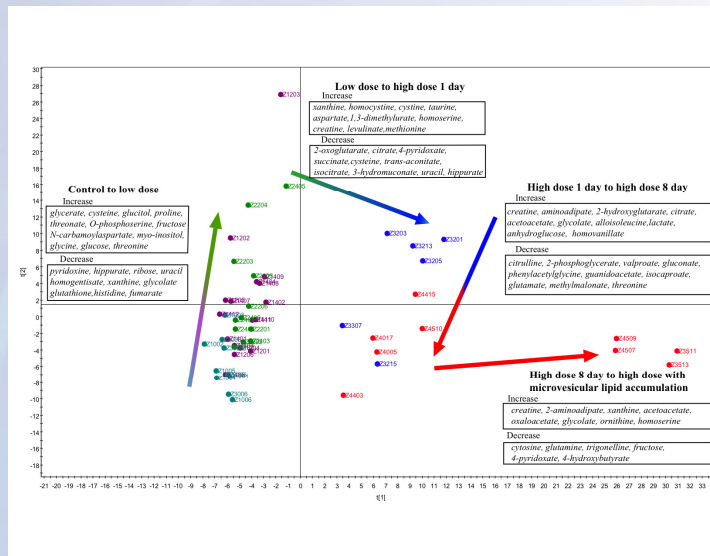 Low dose to high dose 1 day
Increase
xanthine, homocystine, cystine, taurine,
aspartate,1,3-dimethylurate, homoserine,
creatine, levulinate,methionine
Decrease
2-oxoglutarate, citrate,4-pyridoxate,
succinate,cysteine, trans-aconitate,
isocitrate, 3-hydromuconate, uracil, hippurate
Control to low dose
Increase
glycerate, cysteine, glucitol, proline,
threonate, O-phosphoserine, fructose
N-carbamoylaspartate, myo-inositol,
glycine, glucose, threonine
Decrease
pyridoxine, hippurate, ribose, uracil
homogentisate, xanthine, glycolate
glutathione,histidine, fumarate
High dose 1 day to high dose 8 day
Increase
creatine, aminoadipate, 2-hydroxyglutarate, citrate,
acetoacetate, glycolate, alloisoleucine,lactate,
anhydroglucose, homovanillate
Decrease
citrulline, 2-phosphoglycerate, valproate, gluconate,
phenylacetylglycine, guanidoacetate, isocaproate,
glutamate, methylmalonate, threonine
High dose 8 day to high dose with
microvesicular lipid accumulation
Increase
creatine, 2-aminoadipate, xanthine, acetoacetate,
oxaloacetate, glycolate, ornithine, homoserine
Decrease
cytosine, glutamine, trigonelline, fructose,
4-pyridoxate, 4-hydroxybutyrate
Z1203
Z2405
Z2204
Z1202
Z2203
Z1402
Z2206
Z2201
Z1201
Z1005
Z3006
Z1006
Z3203
Z3201
Z3213
Z3205
Z4415
Z3307
Z4510
Z4017
Z4005
Z3215
Z4403
Z4509
Z4507
Z3511
Z3513
t[2]
30
28
26
24
22
20
18
16
14
12
10
8
6
4
2
0
-2
-4
-6
-8
-10
-12
-14
-16
-18
-21 -20 -19 -18 -17 -16 -15 -14 -13 -12 -11 -10 -9 -8 -7 -6 -5 -4 -3 -2 -1 0 1 2 3 4 5 6 7 8 9 10 11 12 13 14 15 16 17 18 19 20 21 22 23 24 25 26 27 28 29 30 31 32 33
t[1]